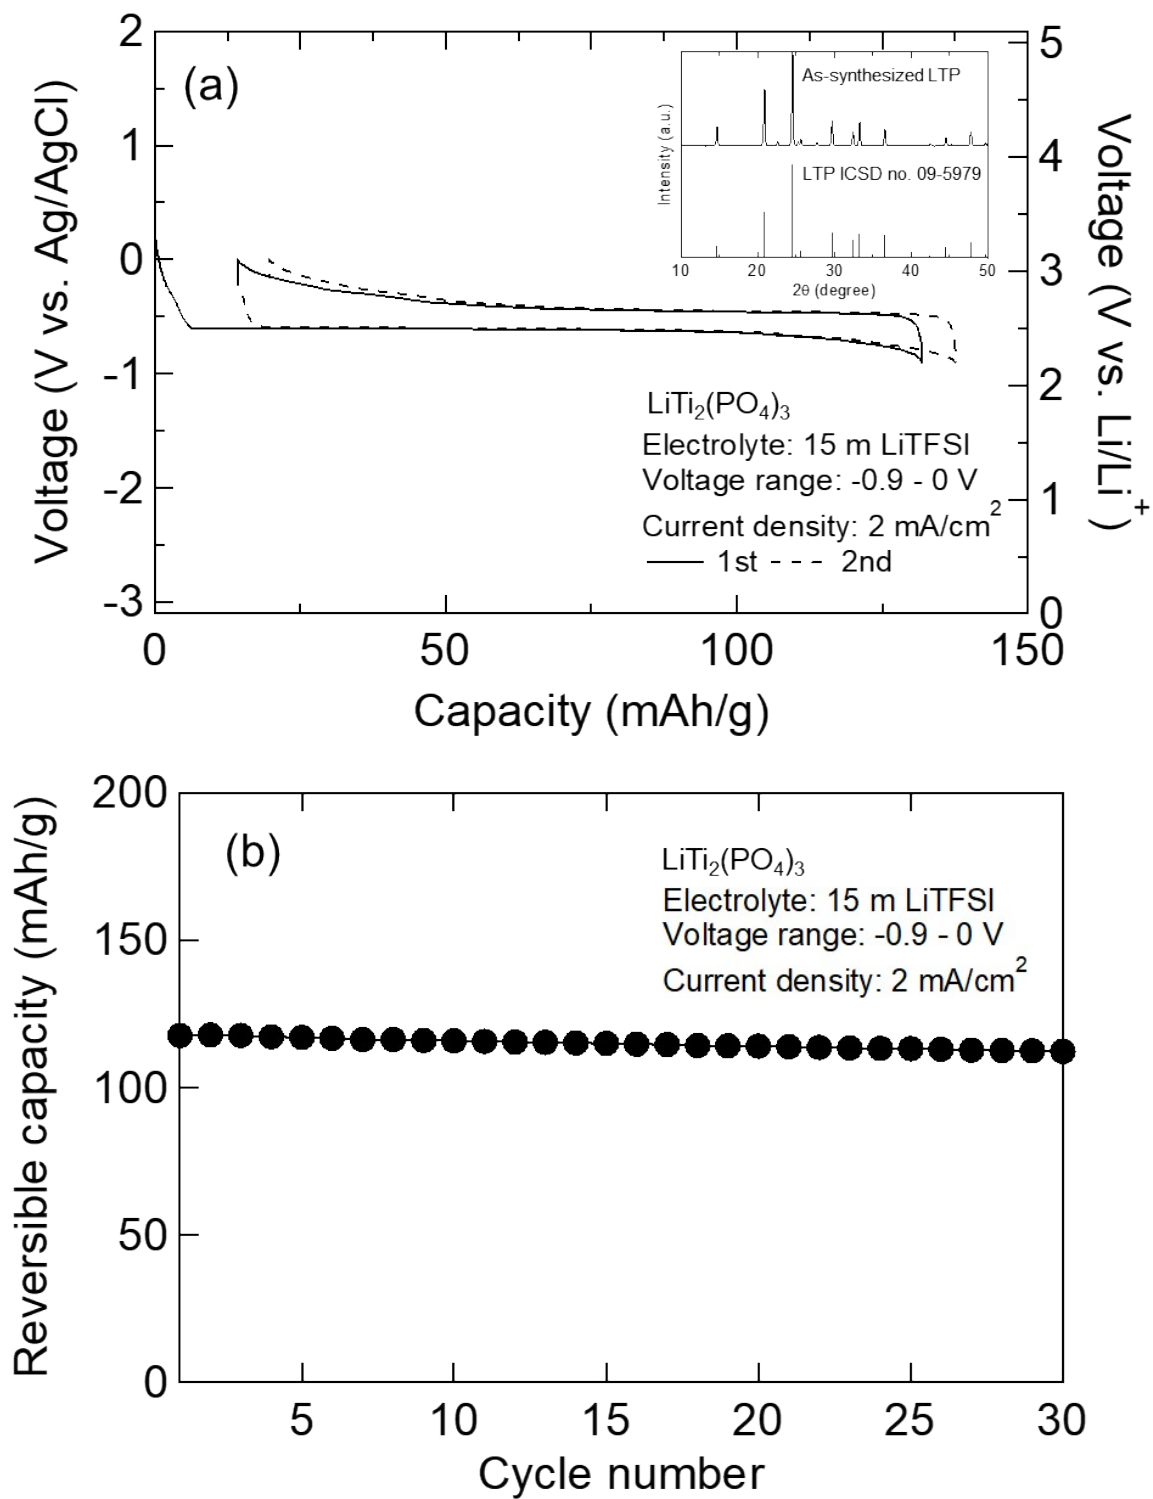 (a)
2
1
0
-1
-2
-3
Voltage (V vs. Ag/AgCl)
5
4
3
2
1
0
Voltage (V vs. Li/Li⁺)
0 50 100 150
Capacity (mAh/g)
As-synthesized LTP
LTP ICSD no. 09-5979
Intensity (a.u.)
10 20 30 40 50
2θ (degree)
LiTi₂(PO₄)₃
Electrolyte: 15 m LiTFSI
Voltage range: -0.9 - 0 V
Current density: 2 mA/cm²
1st 2nd
(b)
200
150
100
50
0
Reversible capacity (mAh/g)
LiTi₂(PO₄)₃
Electrolyte: 15 m LiTFSI
Voltage range: -0.9 - 0 V
Current density: 2 mA/cm²
5 10 15 20 25 30
Cycle number